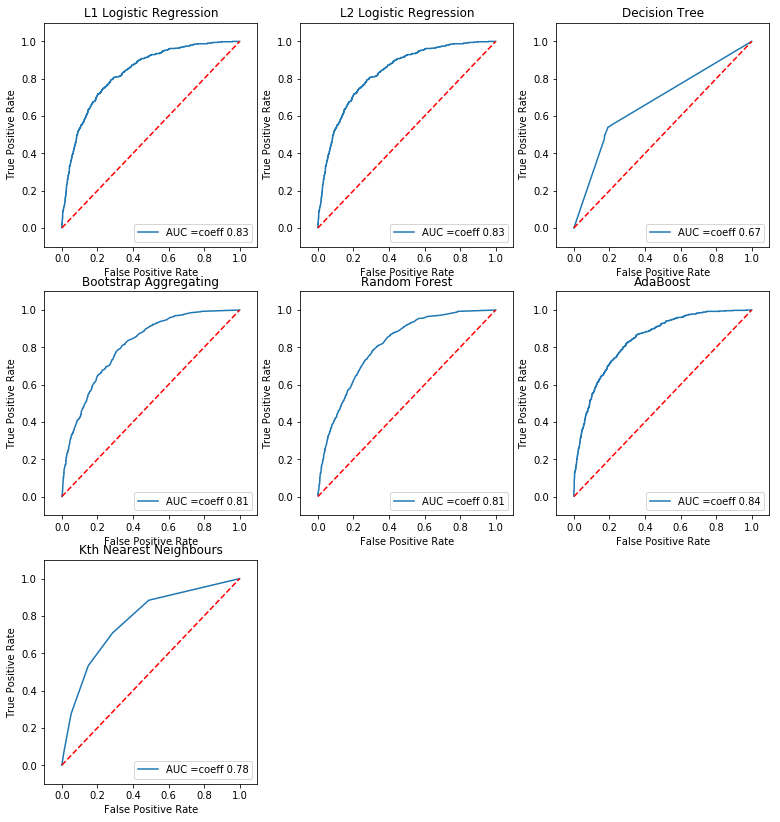 L1 Logistic Regression
1.0
0.8
0.6
0.4
0.2
0.0
True Positive Rate
AUC =coeff 0.83
0.0 0.2 0.4 0.6 0.8 1.0
False Positive Rate
L2 Logistic Regression
1.0
0.8
0.6
0.4
0.2
0.0
True Positive Rate
AUC =coeff 0.83
0.0 0.2 0.4 0.6 0.8 1.0
False Positive Rate
Decision Tree
1.0
0.8
0.6
0.4
0.2
0.0
True Positive Rate
AUC =coeff 0.67
0.0 0.2 0.4 0.6 0.8 1.0
False Positive Rate
Bootstrap Aggregating
1.0
0.8
0.6
0.4
0.2
0.0
True Positive Rate
AUC =coeff 0.81
0.0 0.2 0.4 0.6 0.8 1.0
False Positive Rate
Random Forest
1.0
0.8
0.6
0.4
0.2
0.0
True Positive Rate
AUC =coeff 0.81
0.0 0.2 0.4 0.6 0.8 1.0
False Positive Rate
AdaBoost
1.0
0.8
0.6
0.4
0.2
0.0
True Positive Rate
AUC =coeff 0.84
0.0 0.2 0.4 0.6 0.8 1.0
False Positive Rate
Kth Nearest Neighbours
1.0
0.8
0.6
0.4
0.2
0.0
True Positive Rate
AUC =coeff 0.78
0.0 0.2 0.4 0.6 0.8 1.0
False Positive Rate